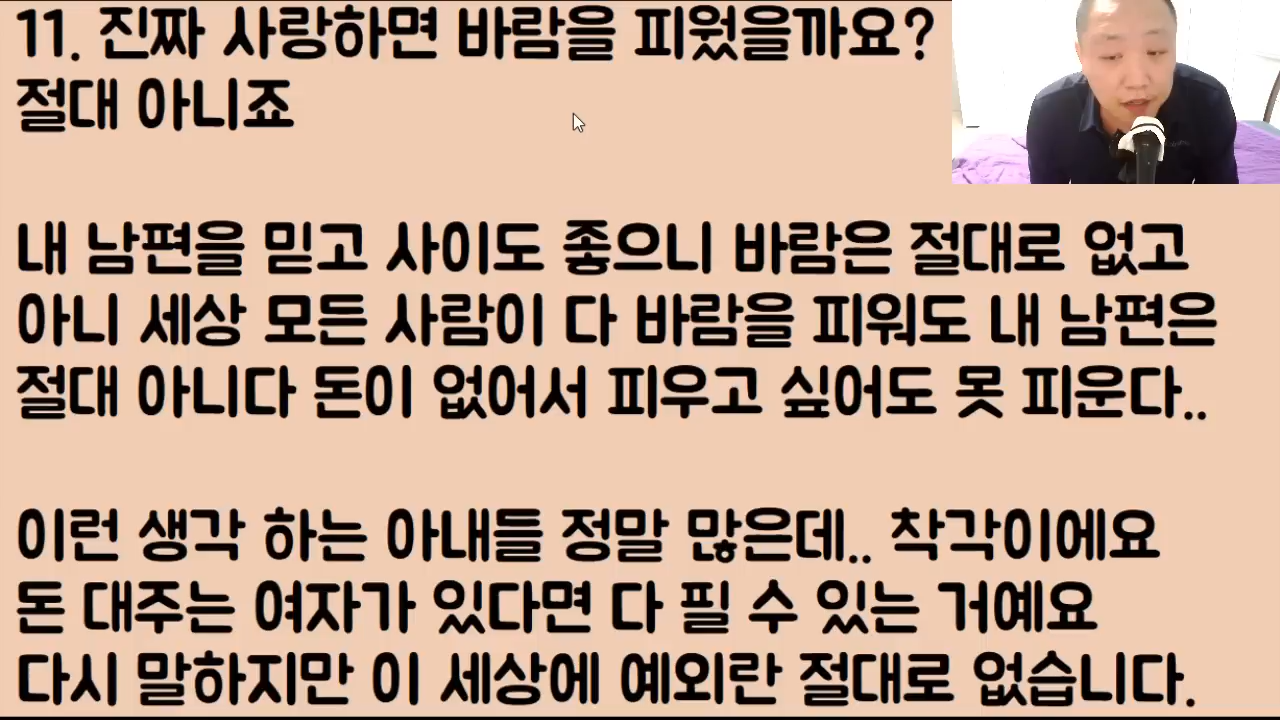 11. 진짜 사랑하면 바람을 피웠을까요?
절대 아니죠
내 남편을 믿고 사이도 좋으니 바람은 절대로 없고
아니 세상 모든 사람이 다 바람을 피워도 내 남편은
절대 아니다 돈이 없어서 피우고 싶어도 못 피운다..
이런 생각 하는 아내들 정말 많은데.. 착각이에요
돈 대주는 여자가 있다면 다 필 수 있는 거예요
다시 말하지만 이 세상에 예외란 절대로 없습니다.